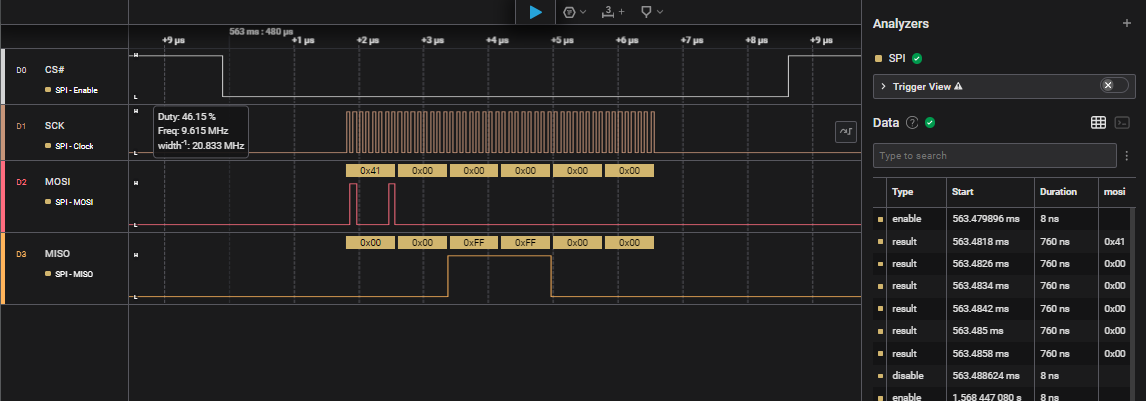 563 ms : 480 µs
+9 µs +1 µs +2 µs +3 µs +4 µs +5 µs +6 µs +7 µs +8 µs +9 µs
D0 CS# H
SPI - Enable L
D1 SCK H
SPI - Clock L
Duty: 46.15 %
Freq: 9.615 MHz
width⁻¹: 20.833 MHz
0x41 0x00 0x00 0x00 0x00 0x00
D2 MOSI H
SPI - MOSI L
0x00 0x00 0xFF 0xFF 0x00 0x00
D3 MISO H
SPI - MISO L
Analyzers
SPI
Trigger View
Data
Type to search
Type Start Duration mosi
enable 563.479896 ms 8 ns
result 563.4818 ms 760 ns 0x41
result 563.4826 ms 760 ns 0x00
result 563.4834 ms 760 ns 0x00
result 563.4842 ms 760 ns 0x00
result 563.485 ms 760 ns 0x00
result 563.4858 ms 760 ns 0x00
disable 563.488624 ms 8 ns
enable 1.568 447 080 s 8 ns